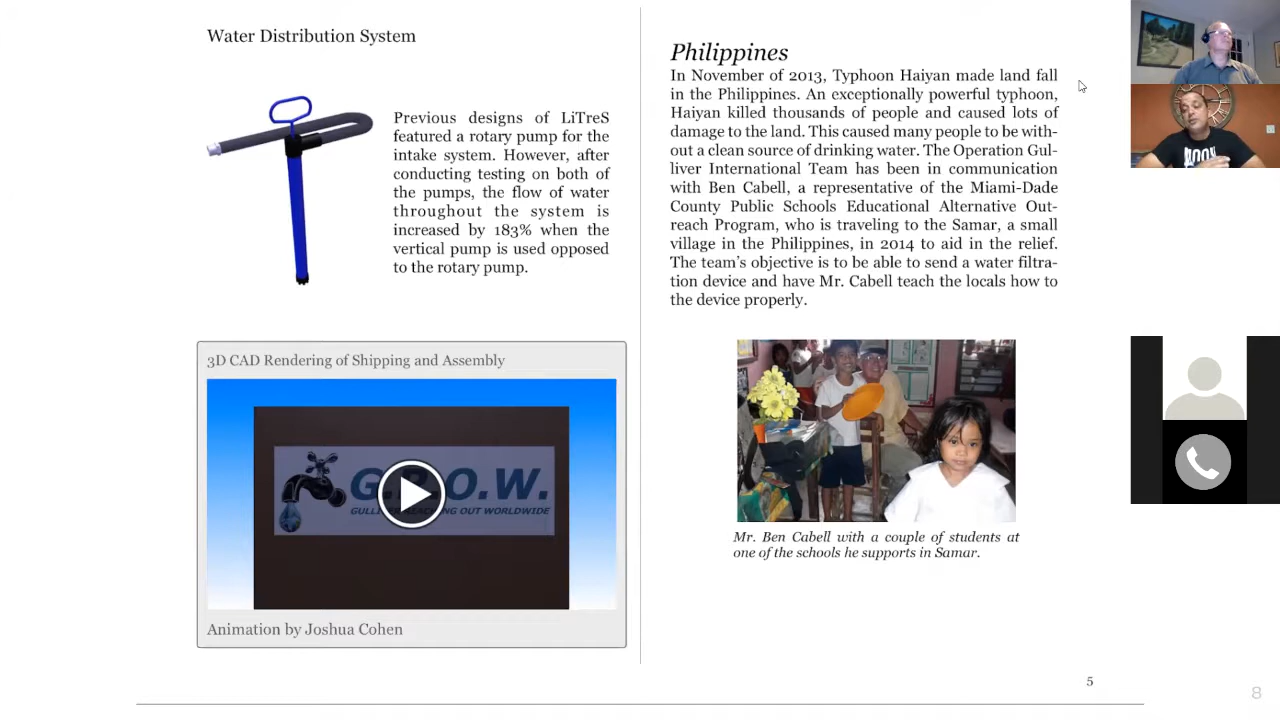 Water Distribution System
Previous designs of LiTreS
featured a rotary pump for the
intake system. However, after
conducting testing on both of
the pumps, the flow of water
throughout the system is
increased by 183% when the
vertical pump is used opposed
to the rotary pump.
3D CAD Rendering of Shipping and Assembly
G.R.O.W.
Animation by Joshua Cohen
Philippines
In November of 2013, Typhoon Haiyan made land fall
in the Philippines. An exceptionally powerful typhoon,
Haiyan killed thousands of people and caused lots of
damage to the land. This caused many people to be with-
out a clean source of drinking water. The Operation Gul-
liver International Team has been in communication
with Ben Cabell, a representative of the Miami-Dade
County Public Schools Educational Alternative Out-
reach Program, who is traveling to the Samar, a small
village in the Philippines, in 2014 to aid in the relief.
The team's objective is to be able to send a water filtra-
tion device and have Mr. Cabell teach the locals how to
the device properly.
Mr. Ben Cabell with a couple of students at
one of the schools he supports in Samar.
5
8